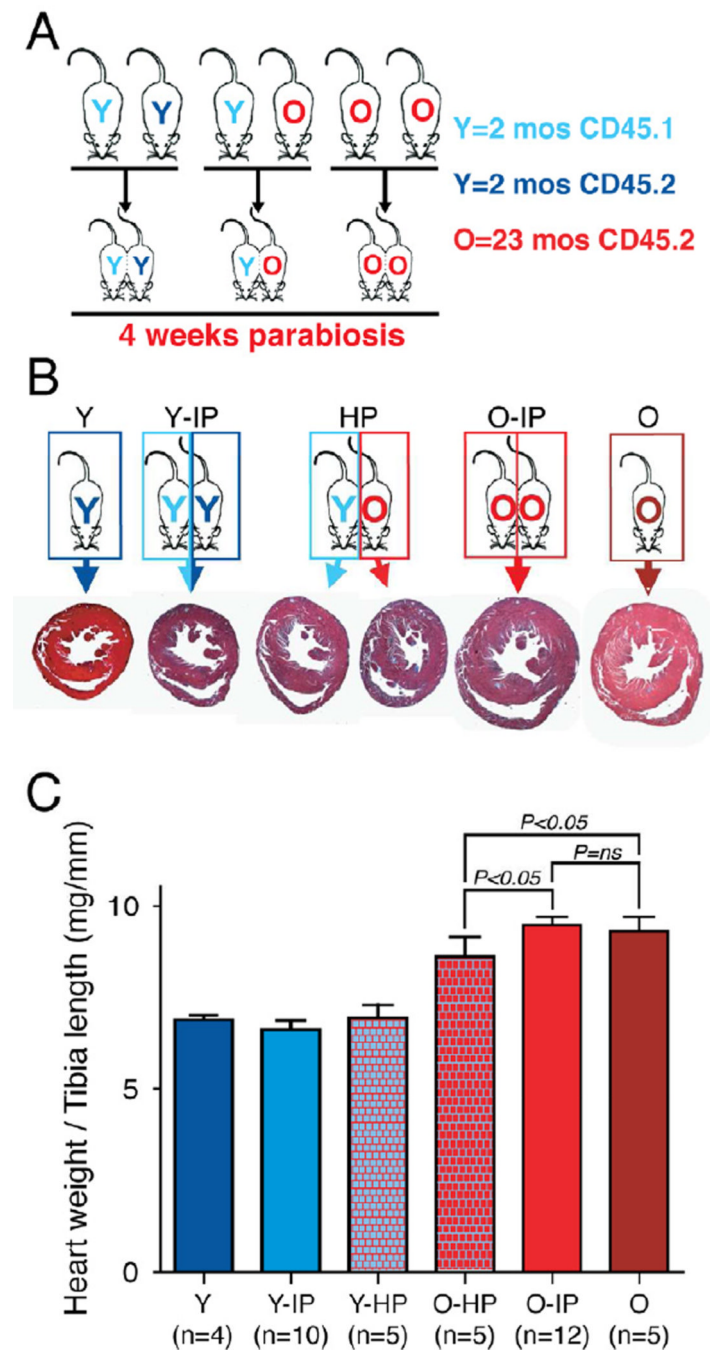 A
Y Y Y O O O
Y=2 mos CD45.1
Y=2 mos CD45.2
O=23 mos CD45.2
Y Y Y O O O
4 weeks parabiosis
B
Y Y-IP HP O-IP O
Y Y Y Y O O O O
C
Heart weight / Tibia length (mg/mm)
P<0.05
P=ns
P<0.05
10
5
0
Y Y-IP Y-HP O-HP O-IP O
(n=4) (n=10) (n=5) (n=5) (n=12) (n=5)